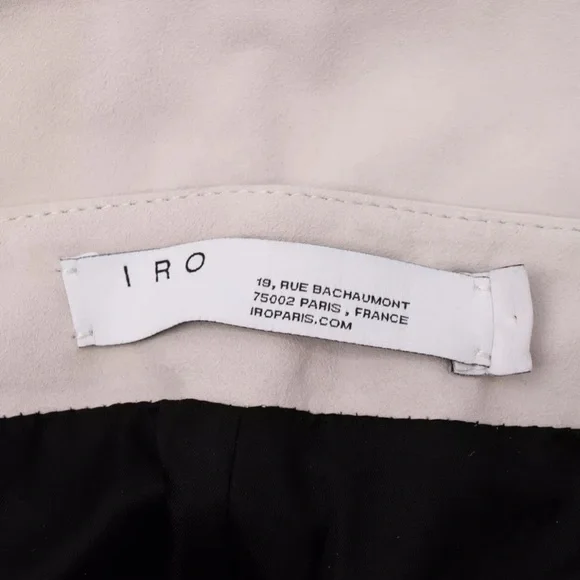 IRO
19, RUE BACHAUMONT
75002 PARIS , FRANCE
IROPARIS.COM